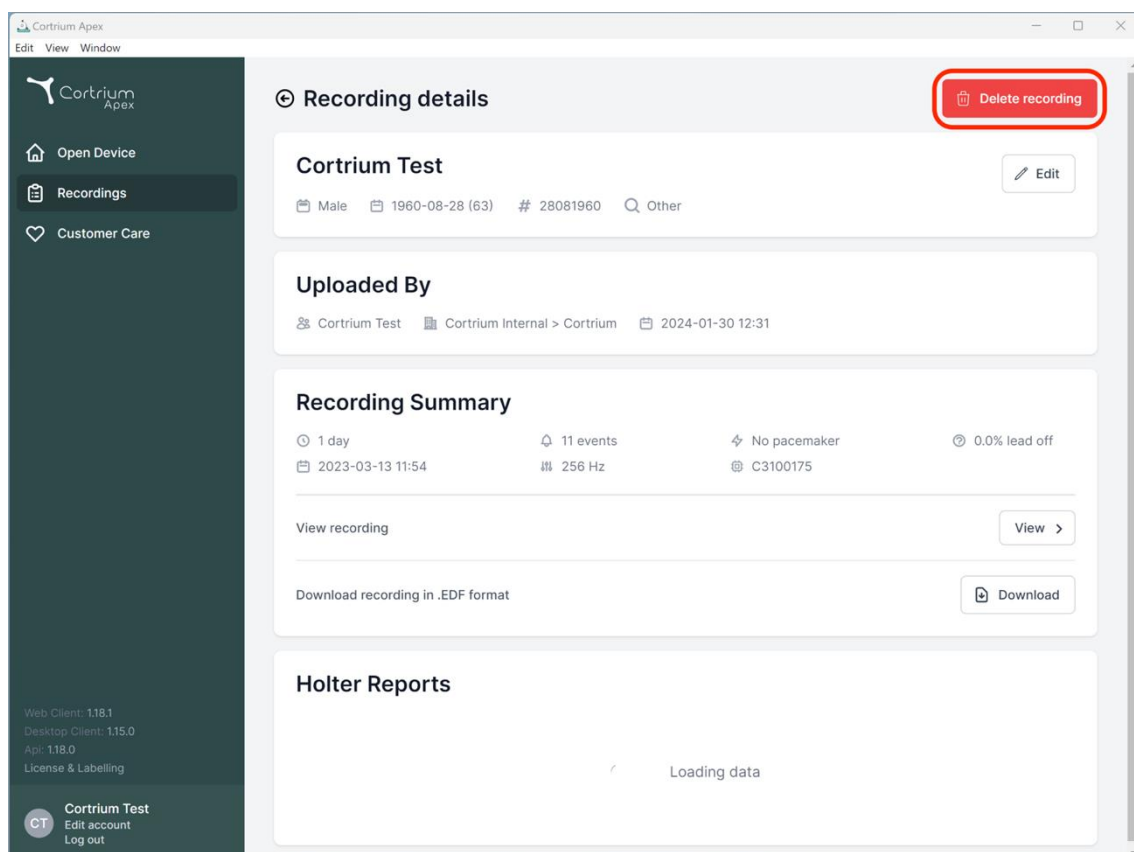 Cortrium Apex
Edit View Window
Cortrium
Apex
Open Device
Recordings
Customer Care
Web Client: 1.18.1
Desktop Client: 1.15.0
Api: 1.18.0
License & Labelling
CT
Cortrium Test
Edit account
Log out
Recording details
Delete recording
Cortrium Test
Edit
Male 1960-08-28 (63) # 28081960 Other
Uploaded By
Cortrium Test Cortrium Internal > Cortrium 2024-01-30 12:31
Recording Summary
1 day 11 events No pacemaker 0.0% lead off
2023-03-13 11:54 256 Hz C3100175
View recording View >
Download recording in .EDF format Download
Holter Reports
Loading data